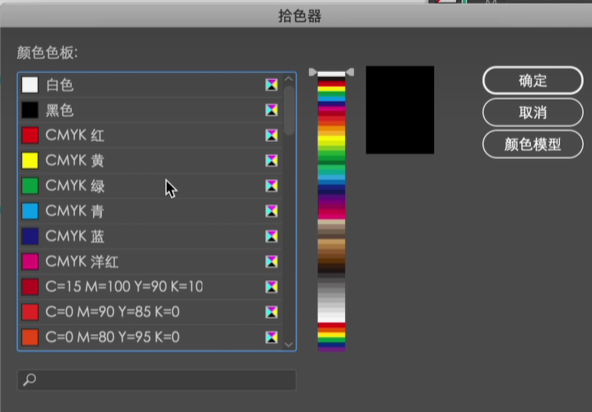 拾色器
颜色色板:
白色
黑色
CMYK 红
CMYK 黄
CMYK 绿
CMYK 青
CMYK 蓝
CMYK 洋红
C=15 M=100 Y=90 K=10
C=0 M=90 Y=85 K=0
C=0 M=80 Y=95 K=0
确定
取消
颜色模型